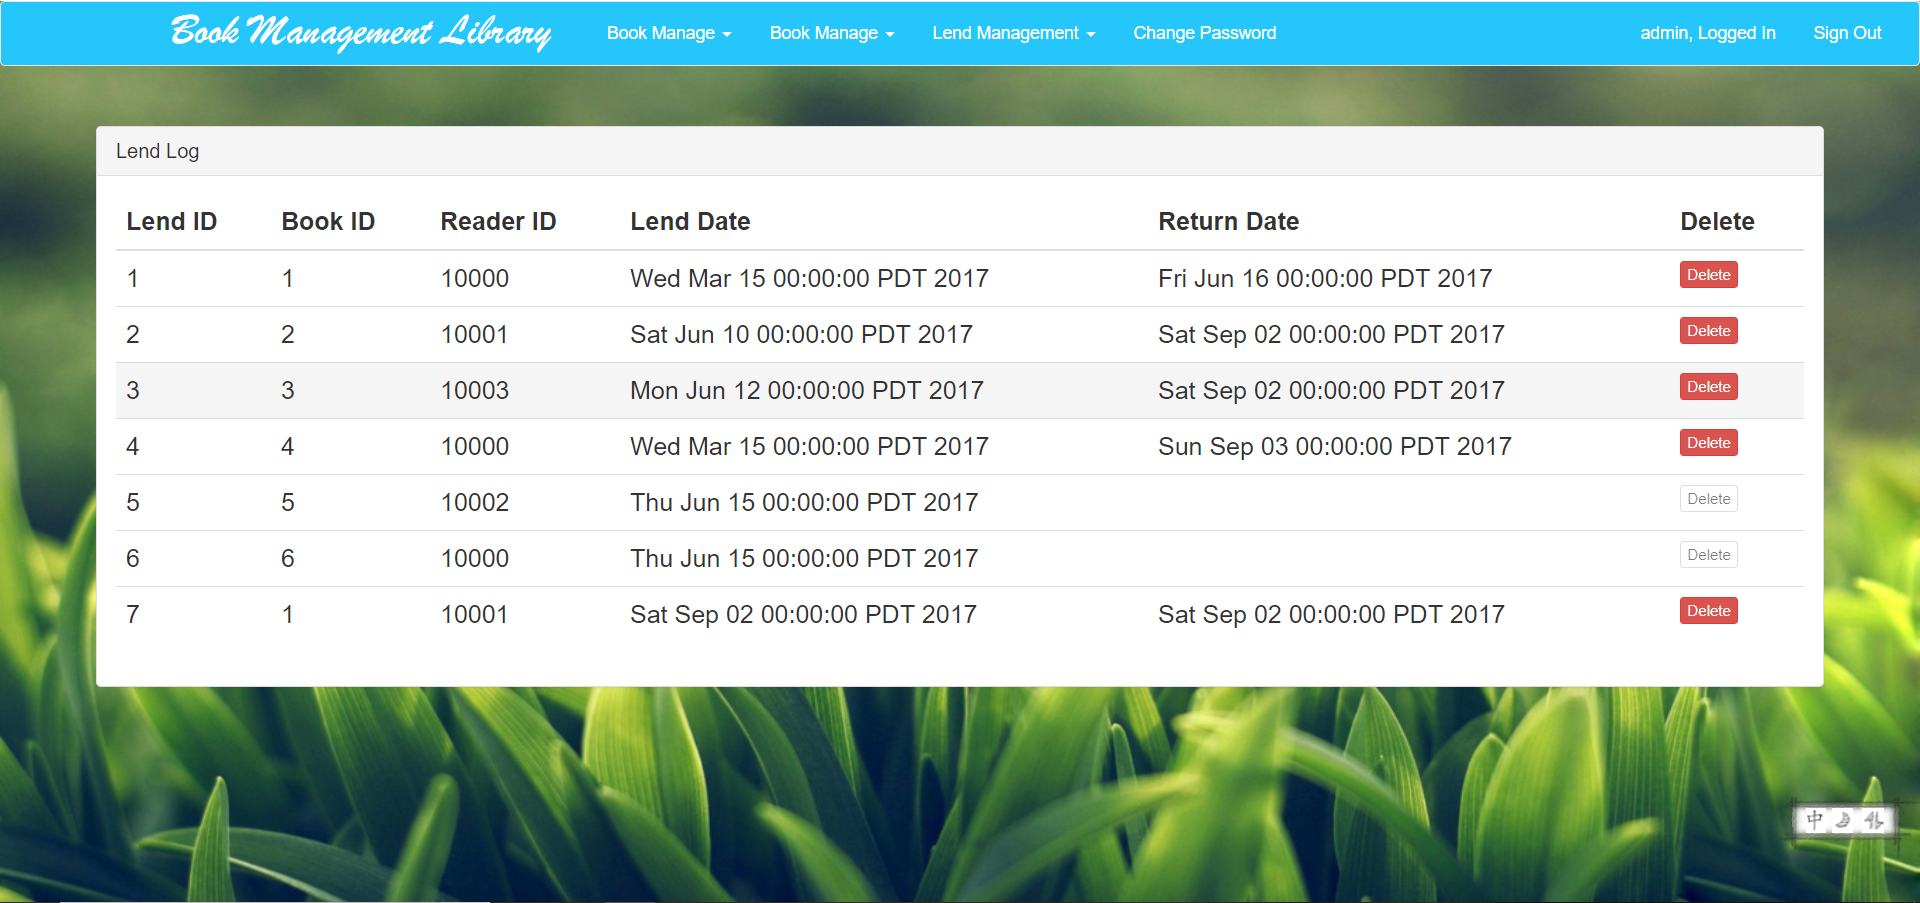 Book Management Library Book Manage Book Manage Lend Management Change Password admin, Logged In Sign Out
Lend Log
Lend ID Book ID Reader ID Lend Date Return Date Delete
1 1 10000 Wed Mar 15 00:00:00 PDT 2017 Fri Jun 16 00:00:00 PDT 2017 Delete
2 2 10001 Sat Jun 10 00:00:00 PDT 2017 Sat Sep 02 00:00:00 PDT 2017 Delete
3 3 10003 Mon Jun 12 00:00:00 PDT 2017 Sat Sep 02 00:00:00 PDT 2017 Delete
4 4 10000 Wed Mar 15 00:00:00 PDT 2017 Sun Sep 03 00:00:00 PDT 2017 Delete
5 5 10002 Thu Jun 15 00:00:00 PDT 2017 Delete
6 6 10000 Thu Jun 15 00:00:00 PDT 2017 Delete
7 1 10001 Sat Sep 02 00:00:00 PDT 2017 Sat Sep 02 00:00:00 PDT 2017 Delete
中